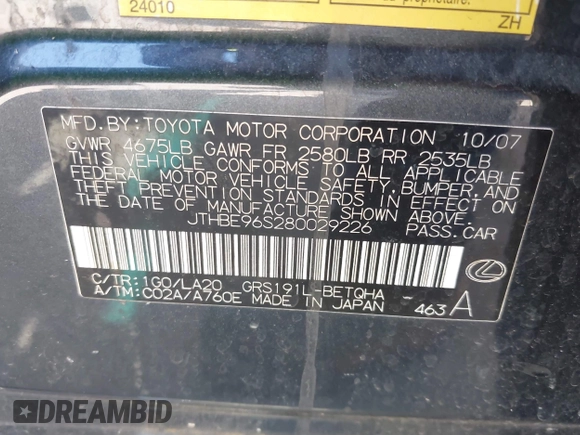 24010
du propriétaire.
ZH
MFD. BY: TOYOTA MOTOR CORPORATION 10/07
GVWR 4675LB GAWR FR 2580LB RR 2535LB
THIS VEHICLE CONFORMS TO ALL APPLICABLE
FEDERAL MOTOR VEHICLE SAFETY, BUMPER, AND
THEFT PREVENTION STANDARDS IN EFFECT ON
THE DATE OF MANUFACTURE SHOWN ABOVE.
JTHBE96S280029226 PASS. CAR
C/TR: 1G0/LA20 GRS191L-BETQHA
A/TM: C02A/A760E MADE IN JAPAN 463 A
DREAMBID